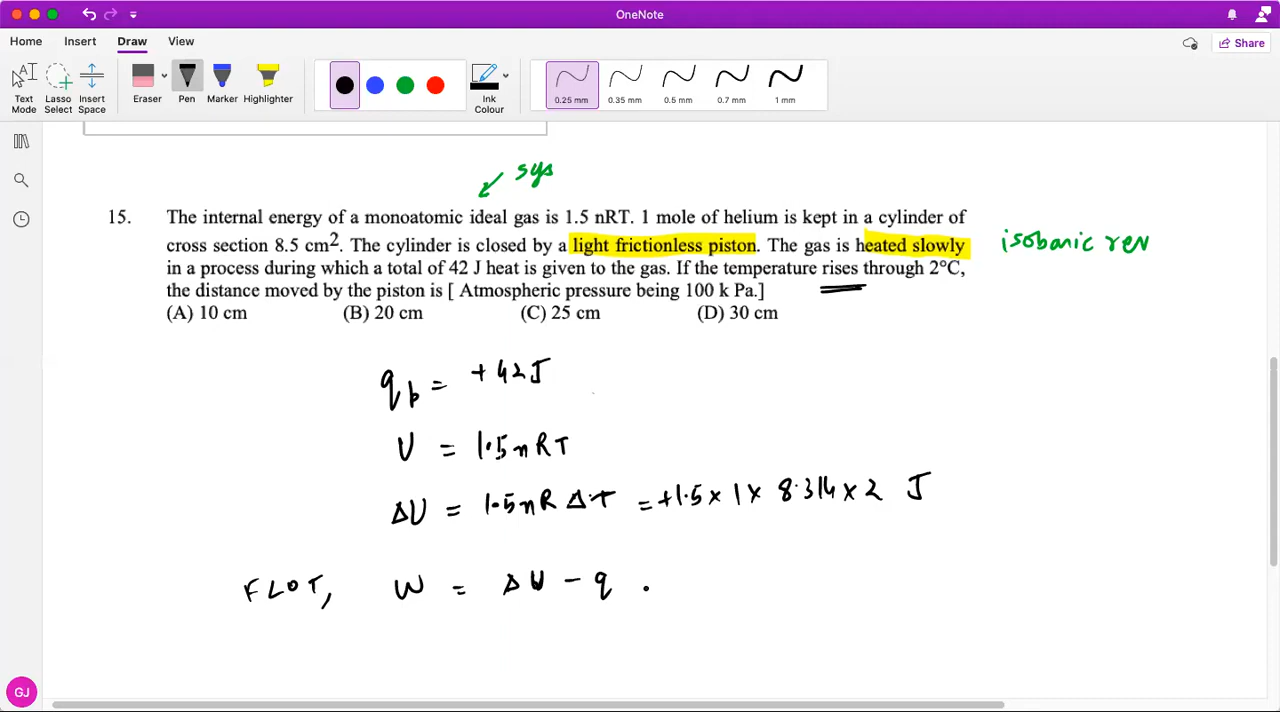 OneNote
Home Insert Draw View
Share
Text Mode
Lasso Select
Insert Space
Eraser
Pen
Marker
Highlighter
Ink Colour
0.25 mm
0.35 mm
0.5 mm
0.7 mm
1 mm
sys
15. The internal energy of a monoatomic ideal gas is 1.5 nRT. 1 mole of helium is kept in a cylinder of
cross section 8.5 cm². The cylinder is closed by a light frictionless piston. The gas is heated slowly
isobaric rev
in a process during which a total of 42 J heat is given to the gas. If the temperature rises through 2°C,
the distance moved by the piston is [ Atmospheric pressure being 100 k Pa.]
(A) 10 cm (B) 20 cm (C) 25 cm (D) 30 cm
qp = +42J
U = 1.5nRT
ΔU = 1.5nR ΔT = +1.5 × 1 × 8.314 × 2 J
FLOT, W = ΔU - q .
GJ